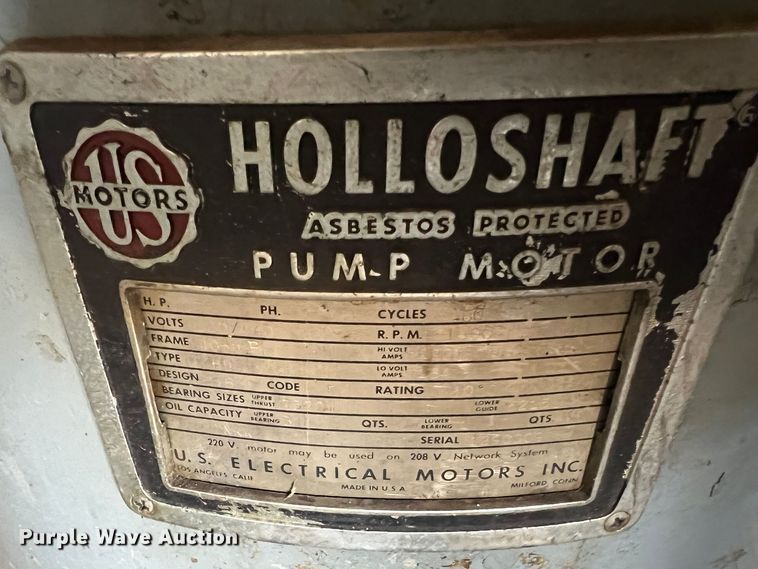 US
MOTORS
HOLLOSHAFT
ASBESTOS PROTECTED
PUMP MOTOR
H.P. PH. CYCLES 60
VOLTS R.P.M.
FRAME HI-VOLT AMPS
TYPE LO VOLT AMPS
DESIGN CODE RATING
BEARING SIZES UPPER THRUST LOWER GUIDE
OIL CAPACITY UPPER BEARING QTS. LOWER BEARING QTS
SERIAL
220 V. motor may be used on 208 V. Network System
U.S. ELECTRICAL MOTORS INC.
LOS ANGELES CALIF MADE IN U.S.A MILFORD CONN
Purple Wave Auction